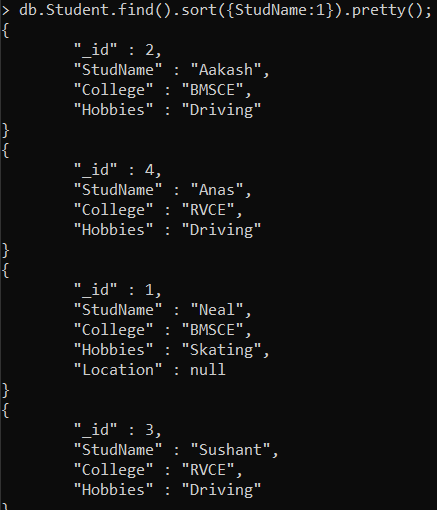 > db.Student.find().sort({StudName:1}).pretty();
{
        "_id" : 2,
        "StudName" : "Aakash",
        "College" : "BMSCE",
        "Hobbies" : "Driving"
}
{
        "_id" : 4,
        "StudName" : "Anas",
        "College" : "RVCE",
        "Hobbies" : "Driving"
}
{
        "_id" : 1,
        "StudName" : "Neal",
        "College" : "BMSCE",
        "Hobbies" : "Skating",
        "Location" : null
}
{
        "_id" : 3,
        "StudName" : "Sushant",
        "College" : "RVCE",
        "Hobbies" : "Driving"
}